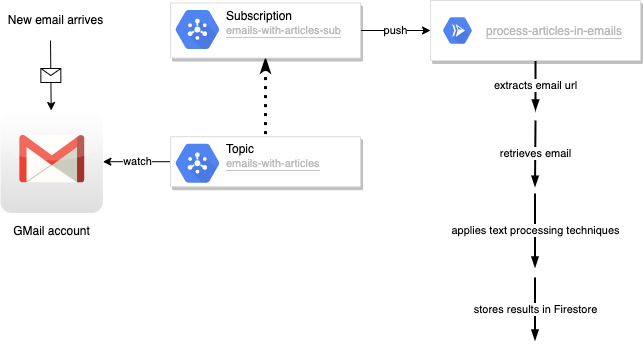 New email arrives
GMail account
watch
Topic
emails-with-articles
Subscription
emails-with-articles-sub
push
process-articles-in-emails
extracts email url
retrieves email
applies text processing techniques
stores results in Firestore